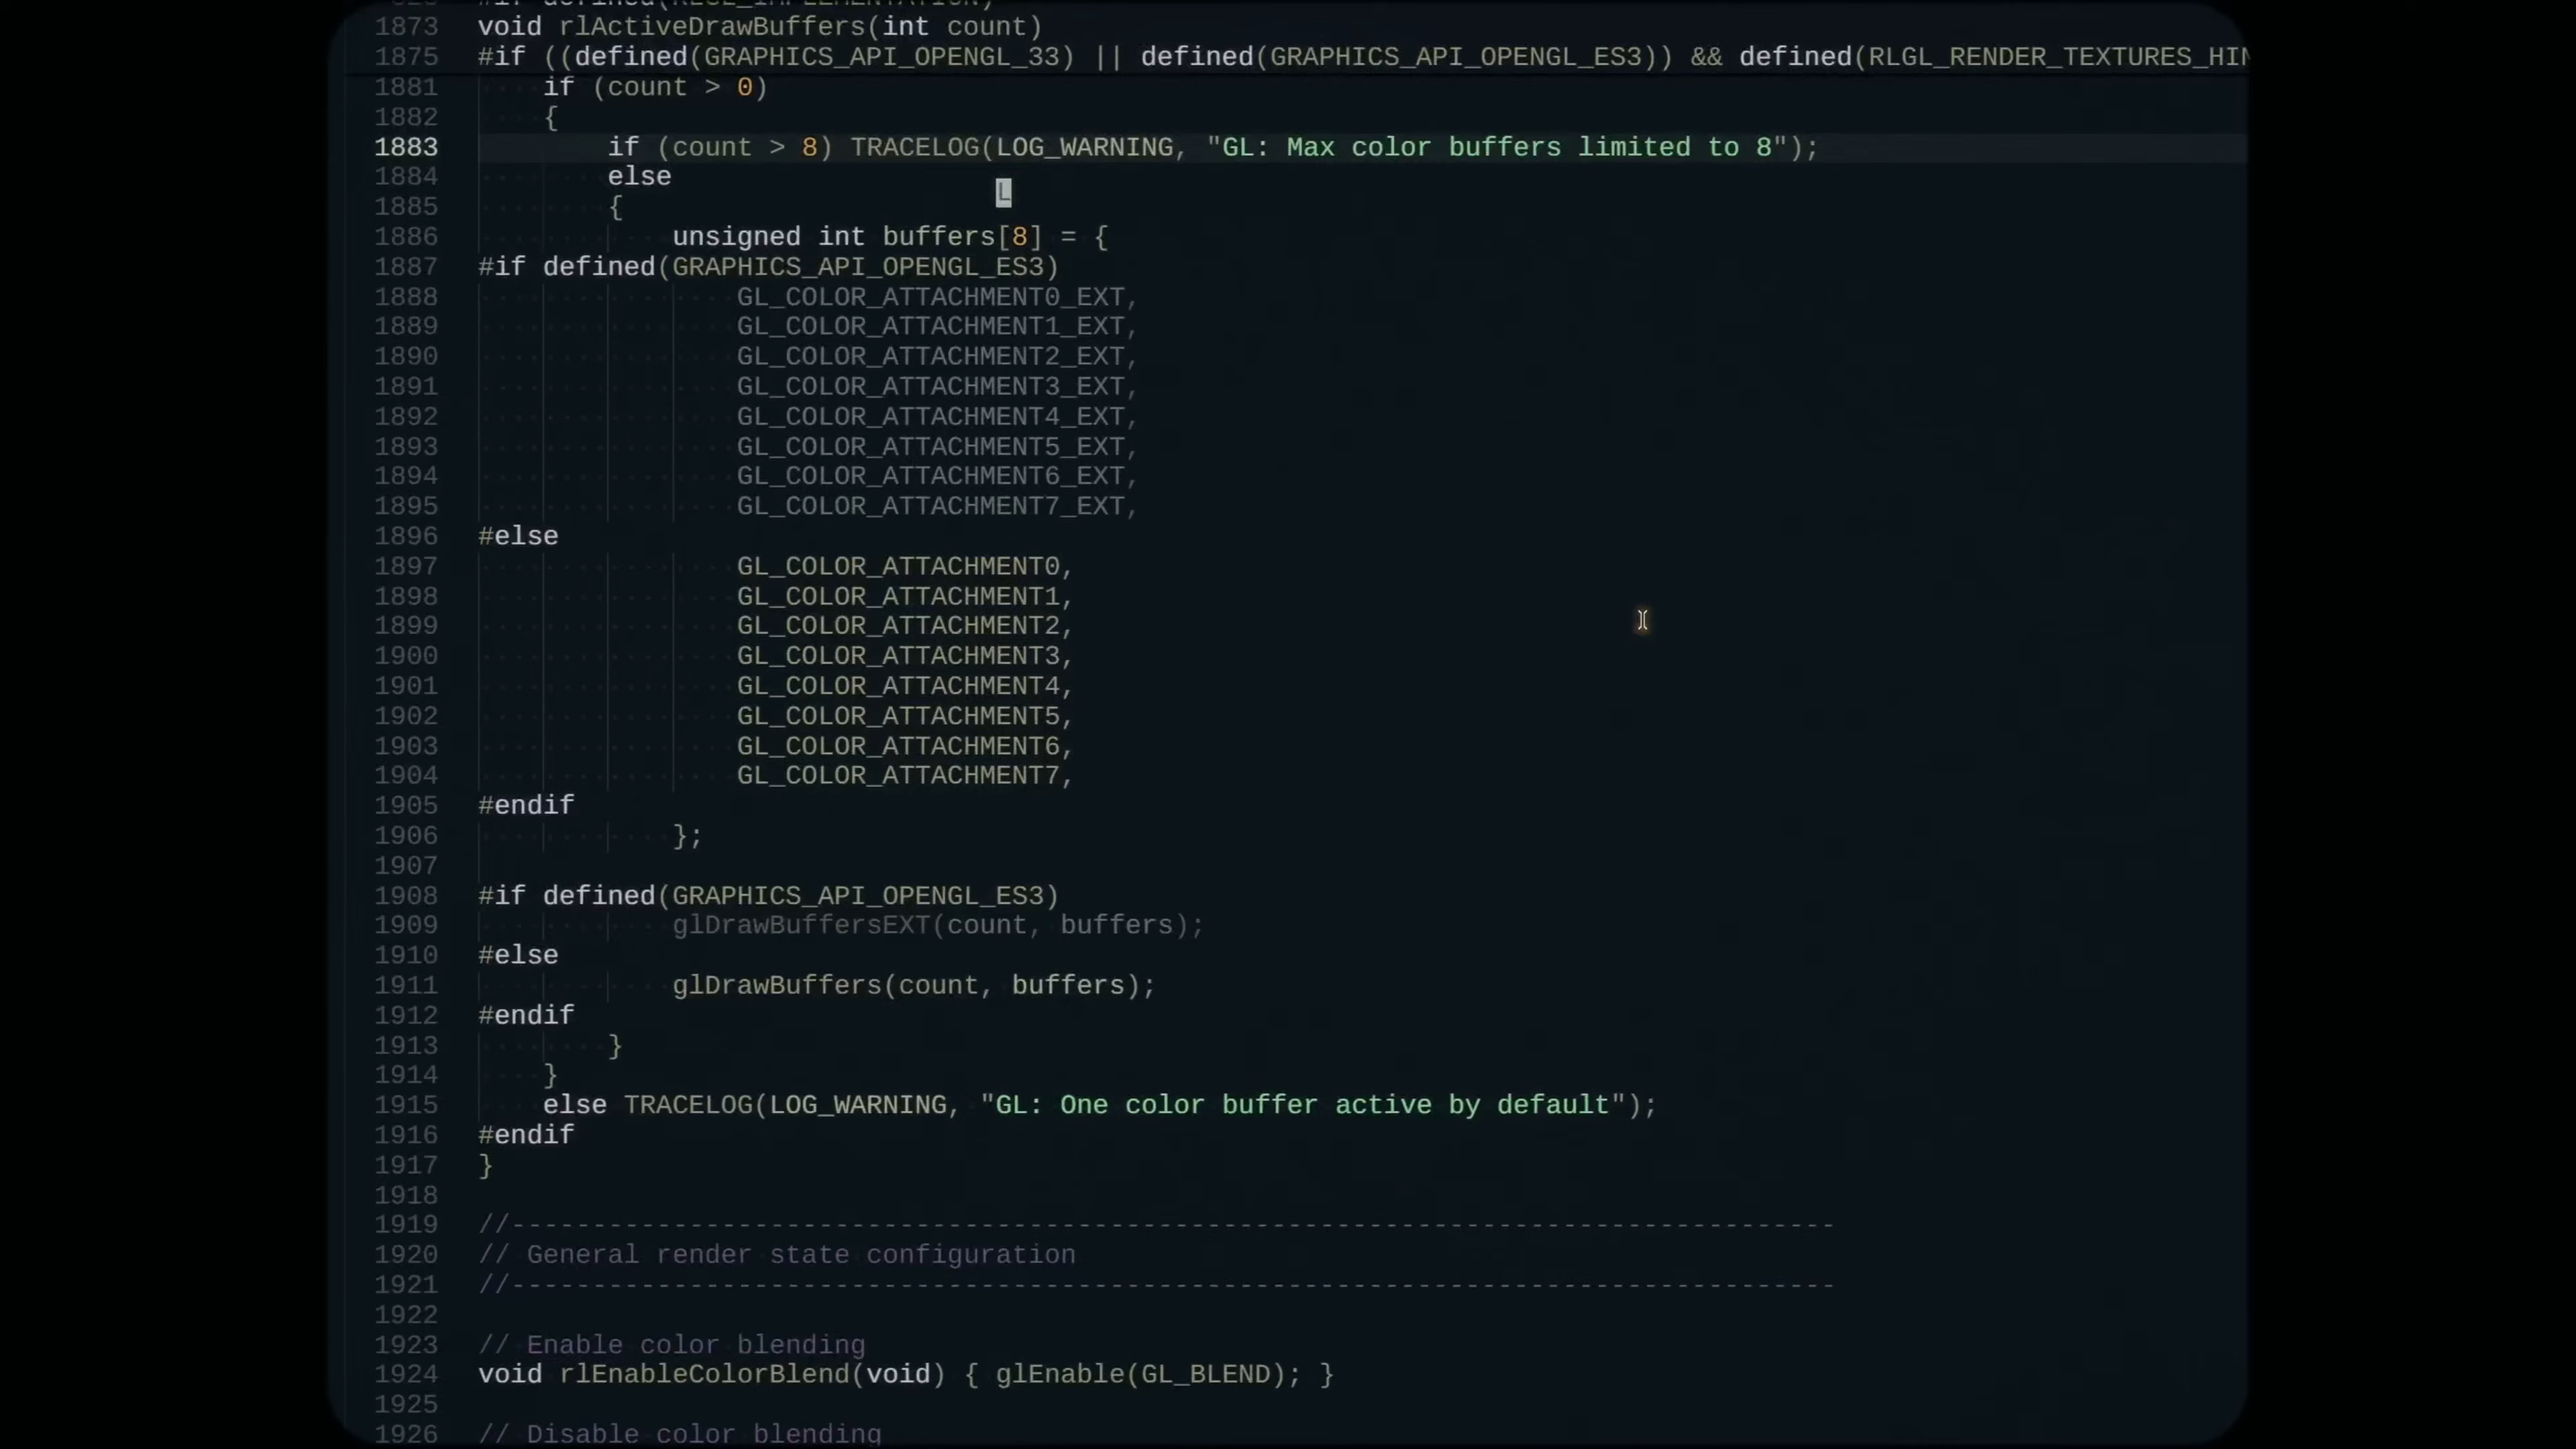 #if defined(RLGL_IMPLEMENTATION)
1873 void rlActiveDrawBuffers(int count)
1875 #if ((defined(GRAPHICS_API_OPENGL_33) || defined(GRAPHICS_API_OPENGL_ES3)) && defined(RLGL_RENDER_TEXTURES_HIN
1881 if (count > 0)
1882 {
1883 if (count > 8) TRACELOG(LOG_WARNING, "GL: Max color buffers limited to 8");
1884 else
L
1885 {
1886 unsigned int buffers[8] = {
1887 #if defined(GRAPHICS_API_OPENGL_ES3)
1888 GL_COLOR_ATTACHMENT0_EXT,
1889 GL_COLOR_ATTACHMENT1_EXT,
1890 GL_COLOR_ATTACHMENT2_EXT,
1891 GL_COLOR_ATTACHMENT3_EXT,
1892 GL_COLOR_ATTACHMENT4_EXT,
1893 GL_COLOR_ATTACHMENT5_EXT,
1894 GL_COLOR_ATTACHMENT6_EXT,
1895 GL_COLOR_ATTACHMENT7_EXT,
1896 #else
1897 GL_COLOR_ATTACHMENT0,
1898 GL_COLOR_ATTACHMENT1,
1899 GL_COLOR_ATTACHMENT2,
1900 GL_COLOR_ATTACHMENT3,
1901 GL_COLOR_ATTACHMENT4,
1902 GL_COLOR_ATTACHMENT5,
1903 GL_COLOR_ATTACHMENT6,
1904 GL_COLOR_ATTACHMENT7,
1905 #endif
1906 };
1907
1908 #if defined(GRAPHICS_API_OPENGL_ES3)
1909 glDrawBuffersEXT(count, buffers);
1910 #else
1911 glDrawBuffers(count, buffers);
1912 #endif
1913 }
1914 }
1915 else TRACELOG(LOG_WARNING, "GL: One color buffer active by default");
1916 #endif
1917 }
1918
1919 //----------------------------------------------------------------------------------
1920 // General render state configuration
1921 //----------------------------------------------------------------------------------
1922
1923 // Enable color blending
1924 void rlEnableColorBlend(void) { glEnable(GL_BLEND); }
1925
1926 // Disable color blending